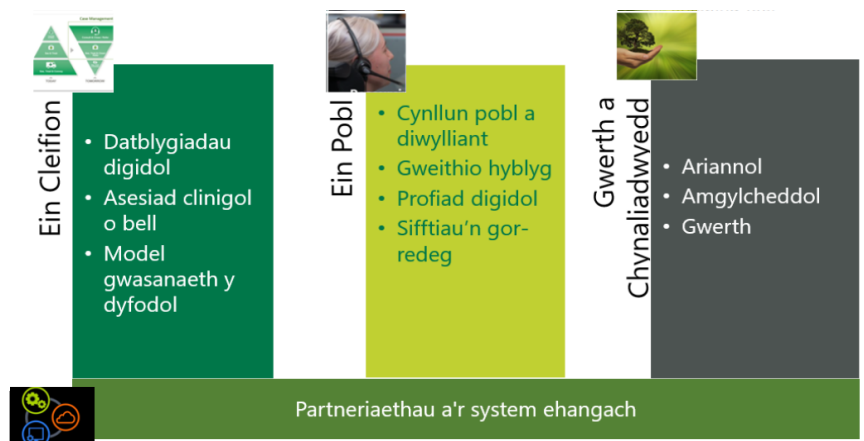 Ein Cleifion
• Datblygiadau
digidol
• Asesiad clinigol
o bell
• Model
gwasanaeth y
dyfodol
Ein Pobl
• Cynllun pobl a
diwylliant
• Gweithio hyblyg
• Profiad digidol
• Sifftiau'n gor-
redeg
Gwerth a
Chynaliadwyedd
• Ariannol
• Amgylcheddol
• Gwerth
Partneriaethau a'r system ehangach